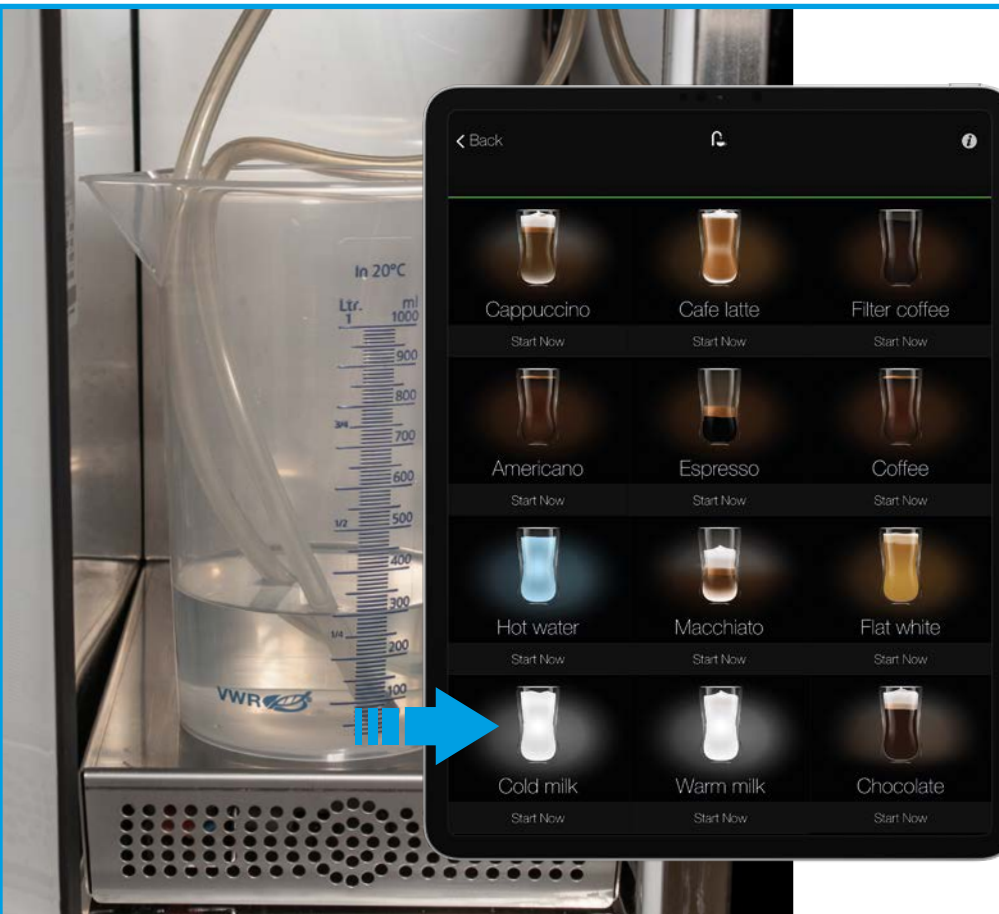 In 20°C
Ltr. ml
1 1000
900
800
3/4
700
600
1/2 500
400
300
1/4
200
100
VWR
Back
Cappuccino Cafe latte Filter coffee
Start Now Start Now Start Now
Americano Espresso Coffee
Start Now Start Now Start Now
Hot water Macchiato Flat white
Start Now Start Now Start Now
Cold milk Warm milk Chocolate
Start Now Start Now Start Now